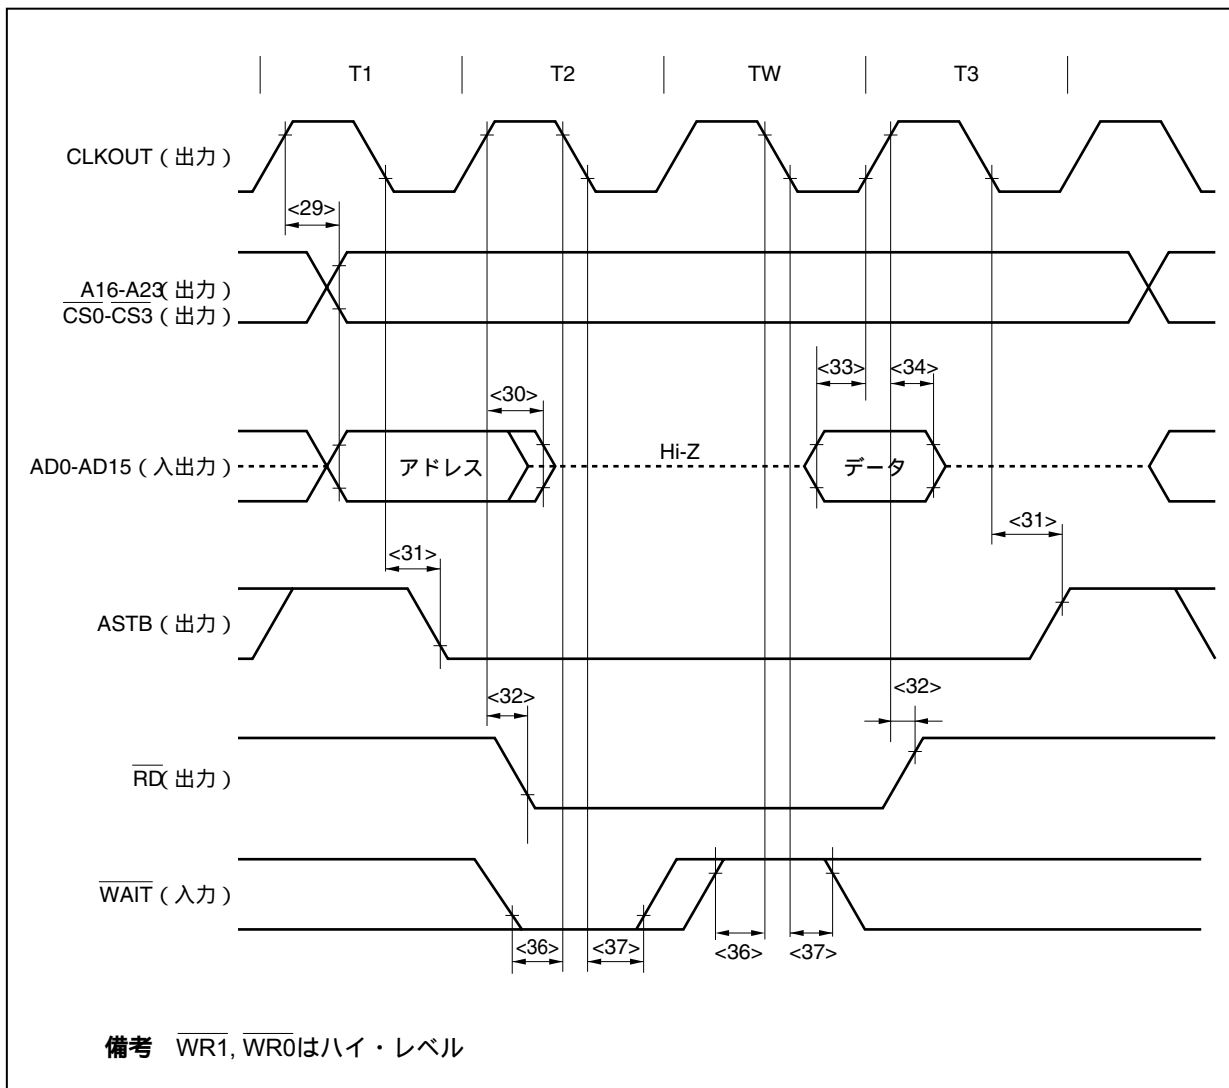 T1 T2 TW T3
CLKOUT（出力）
<29>
A16-A23（出力）
CS0-CS3（出力）
<33> <34>
<30>
Hi-Z
AD0-AD15（入出力） アドレス データ
<31>
<31>
ASTB（出力）
<32>
<32>
RD（出力）
WAIT（入力）
<36> <37> <36> <37>
備考 WR1, WR0はハイ・レベル